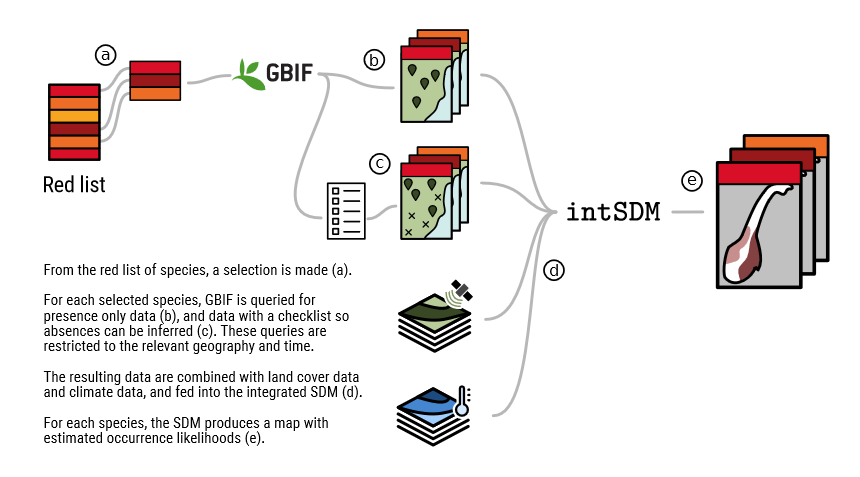 a
GBIF
b
Red list
c
intSDM
e
d
From the red list of species, a selection is made (a).
For each selected species, GBIF is queried for
presence only data (b), and data with a checklist so
absences can be inferred (c). These queries are
restricted to the relevant geography and time.
The resulting data are combined with land cover data
and climate data, and fed into the integrated SDM (d).
For each species, the SDM produces a map with
estimated occurrence likelihoods (e).